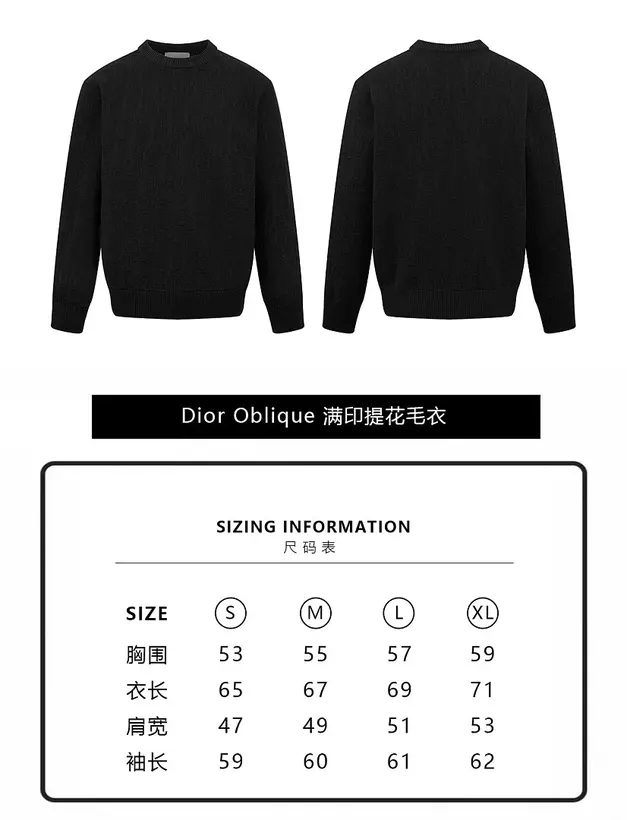 Dior Oblique 满印提花毛衣
SIZING INFORMATION
尺码表
SIZE S M L XL
胸围 53 55 57 59
衣长 65 67 69 71
肩宽 47 49 51 53
袖长 59 60 61 62